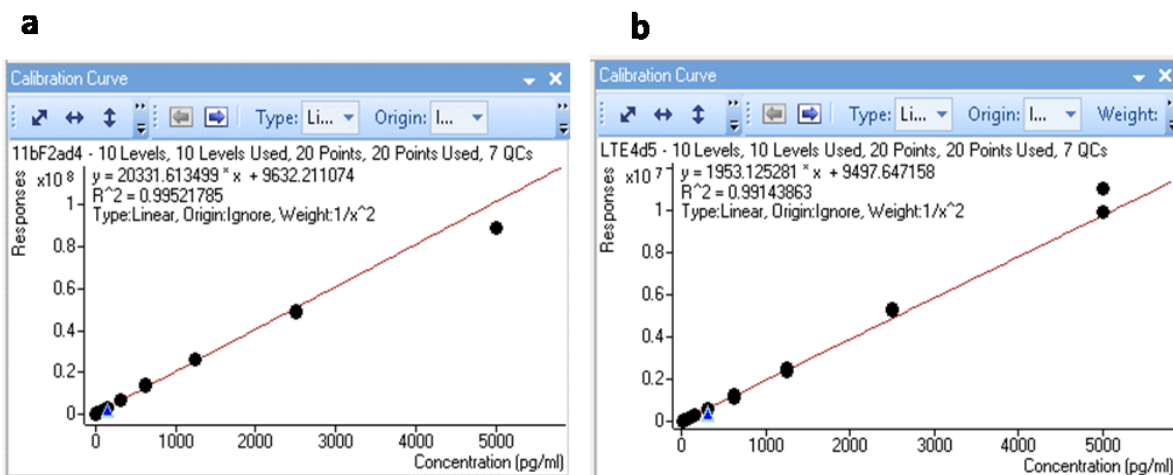 a
Calibration Curve
Type: Li... Origin: I...
11bF2ad4 - 10 Levels, 10 Levels Used, 20 Points, 20 Points Used, 7 QCs
x10 8
y = 20331.613499 * x + 9632.211074
R^2 = 0.99521785
Type:Linear, Origin:Ignore, Weight:1/x^2
Responses
1
0.8
0.6
0.4
0.2
0
0 1000 2000 3000 4000 5000
Concentration (pg/ml)
b
Calibration Curve
Type: Li... Origin: I... Weight:
LTE4d5 - 10 Levels, 10 Levels Used, 20 Points, 20 Points Used, 7 QCs
x10 7
y = 1953.125281 * x + 9497.647158
R^2 = 0.99143863
Type:Linear, Origin:Ignore, Weight:1/x^2
Responses
1
0.8
0.6
0.4
0.2
0
0 1000 2000 3000 4000 5000
Concentration (pg/ml)